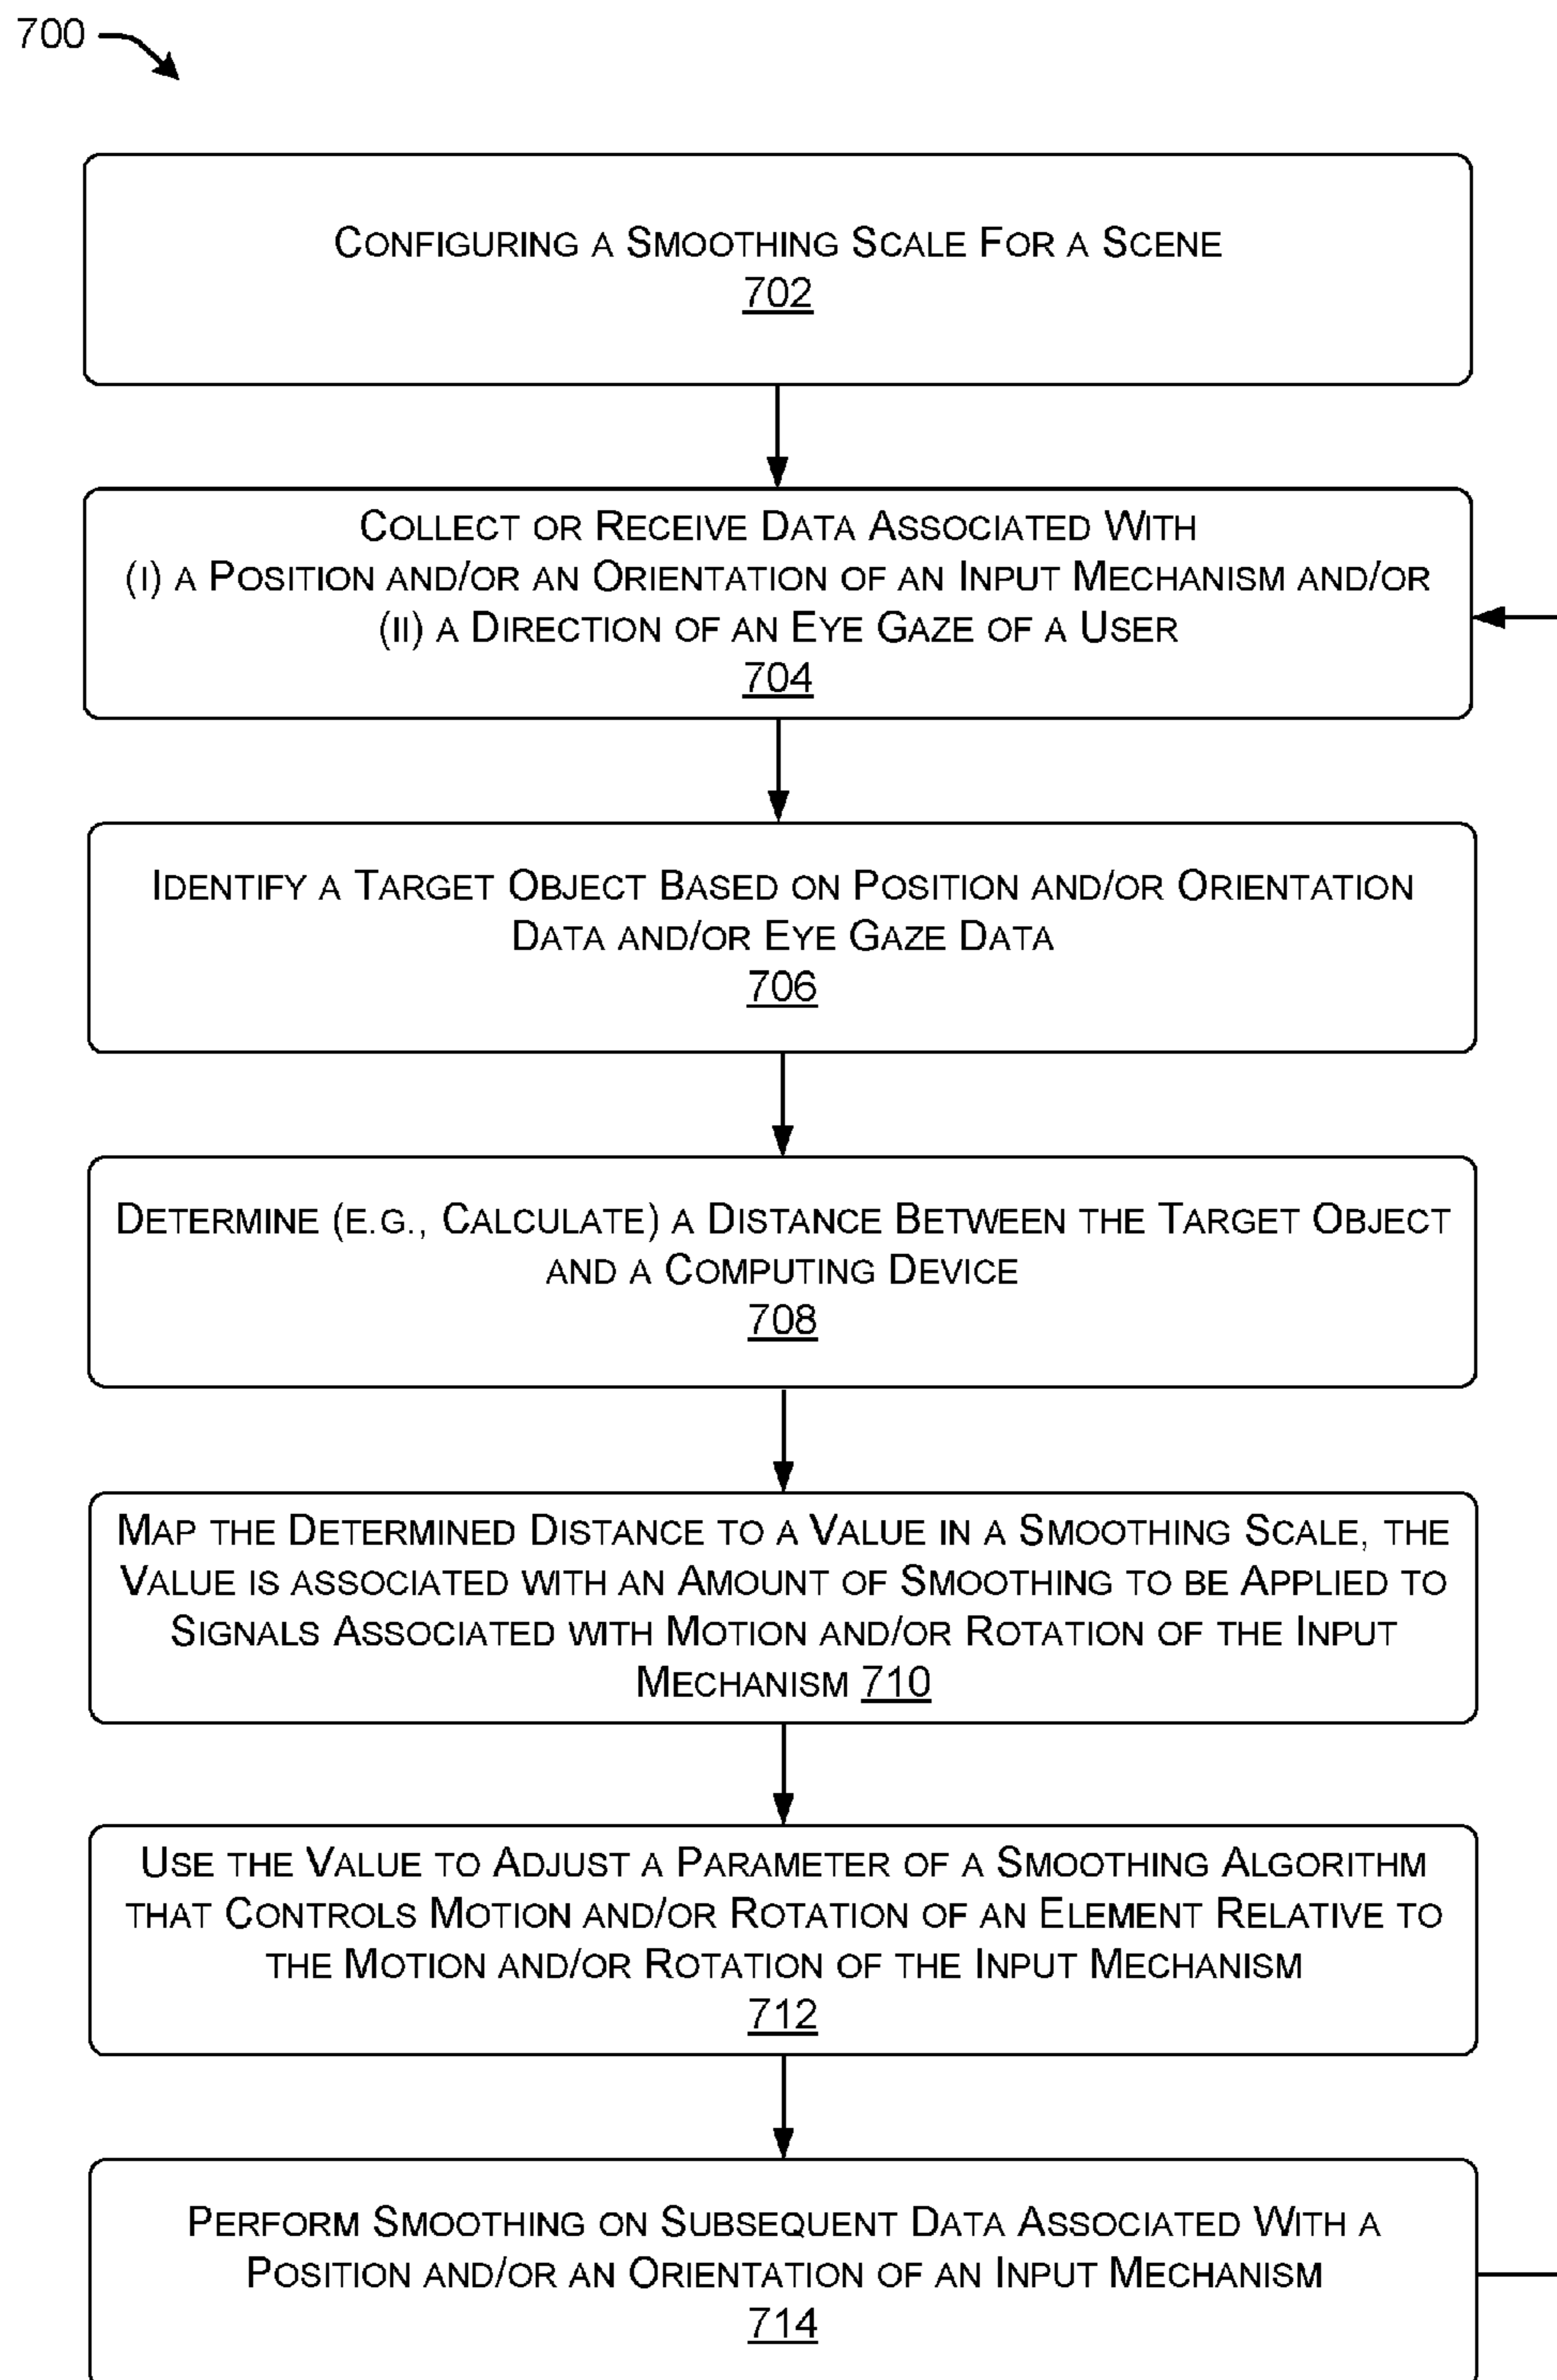 700
CONFIGURING A SMOOTHING SCALE FOR A SCENE
702
COLLECT OR RECEIVE DATA ASSOCIATED WITH
(I) A POSITION AND/OR AN ORIENTATION OF AN INPUT MECHANISM AND/OR
(II) A DIRECTION OF AN EYE GAZE OF A USER
704
IDENTIFY A TARGET OBJECT BASED ON POSITION AND/OR ORIENTATION
DATA AND/OR EYE GAZE DATA
706
DETERMINE (E.G., CALCULATE) A DISTANCE BETWEEN THE TARGET OBJECT
AND A COMPUTING DEVICE
708
MAP THE DETERMINED DISTANCE TO A VALUE IN A SMOOTHING SCALE, THE
VALUE IS ASSOCIATED WITH AN AMOUNT OF SMOOTHING TO BE APPLIED TO
SIGNALS ASSOCIATED WITH MOTION AND/OR ROTATION OF THE INPUT
MECHANISM 710
USE THE VALUE TO ADJUST A PARAMETER OF A SMOOTHING ALGORITHM
THAT CONTROLS MOTION AND/OR ROTATION OF AN ELEMENT RELATIVE TO
THE MOTION AND/OR ROTATION OF THE INPUT MECHANISM
712
PERFORM SMOOTHING ON SUBSEQUENT DATA ASSOCIATED WITH A
POSITION AND/OR AN ORIENTATION OF AN INPUT MECHANISM
714